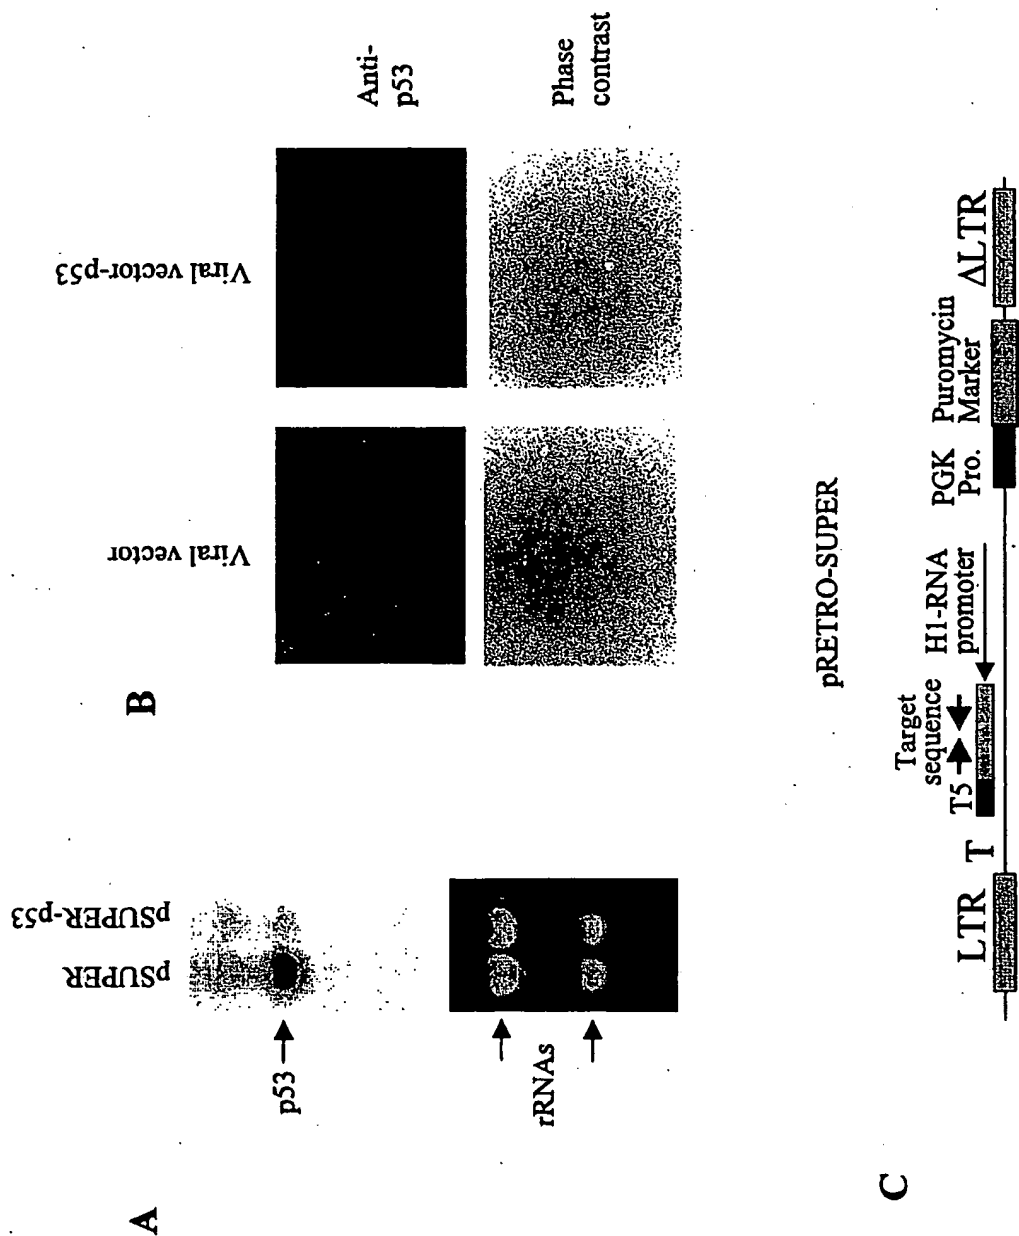 A
pSUPER
pSUPER-p53
p53
rRNAs
B
Viral vector
Viral vector-p53
Anti-
p53
Phase
contrast
C
pRETRO-SUPER
LTR
T
T5
Target
sequence
H1-RNA
promoter
PGK
Pro.
Puromycin
Marker
ΔLTR